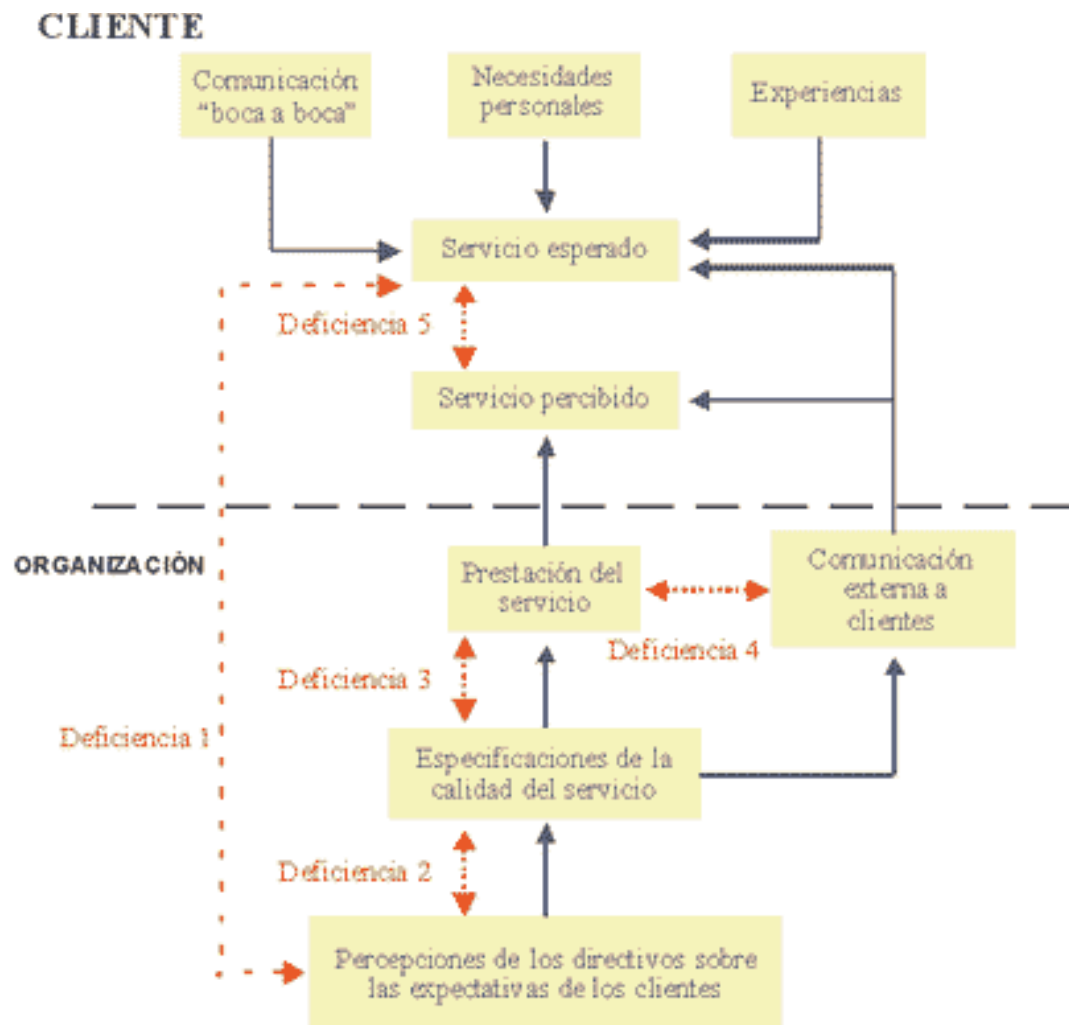 CLIENTE
Comunicación
“boca a boca”
Necesidades
personales
Experiencias
Servicio esperado
Deficiencia 5
Servicio percibido
ORGANIZACIÓN
Prestación del
servicio
Comunicación
externa a
clientes
Deficiencia 4
Deficiencia 3
Deficiencia 1
Especificaciones de la
calidad del servicio
Deficiencia 2
Percepciones de los directivos sobre
las expectativas de los clientes